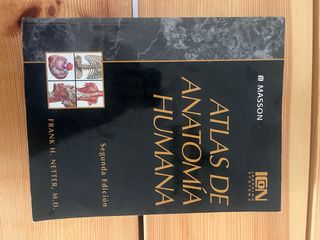 MASSON
ICON
ATLAS DE
ANATOMÍA
HUMANA
Segunda Edición
FRANK H. NETTER, M.D.